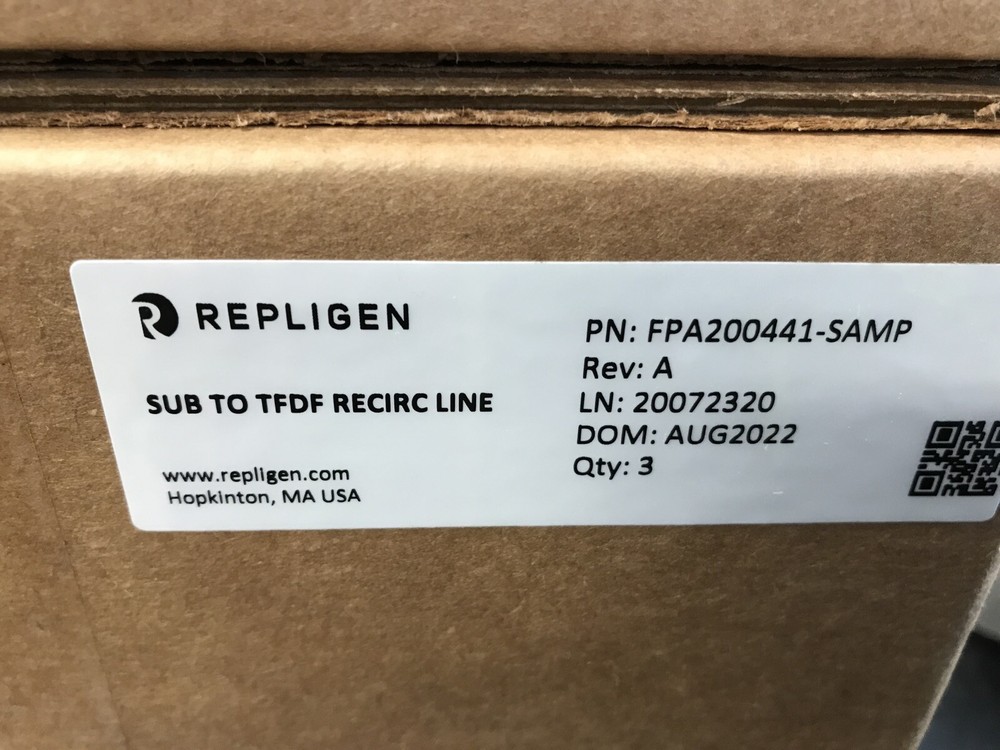 REPLIGEN
SUB TO TFDF RECIRC LINE
www.repligen.com
Hopkinton, MA USA
PN: FPA200441-SAMP
Rev: A
LN: 20072320
DOM: AUG2022
Qty: 3